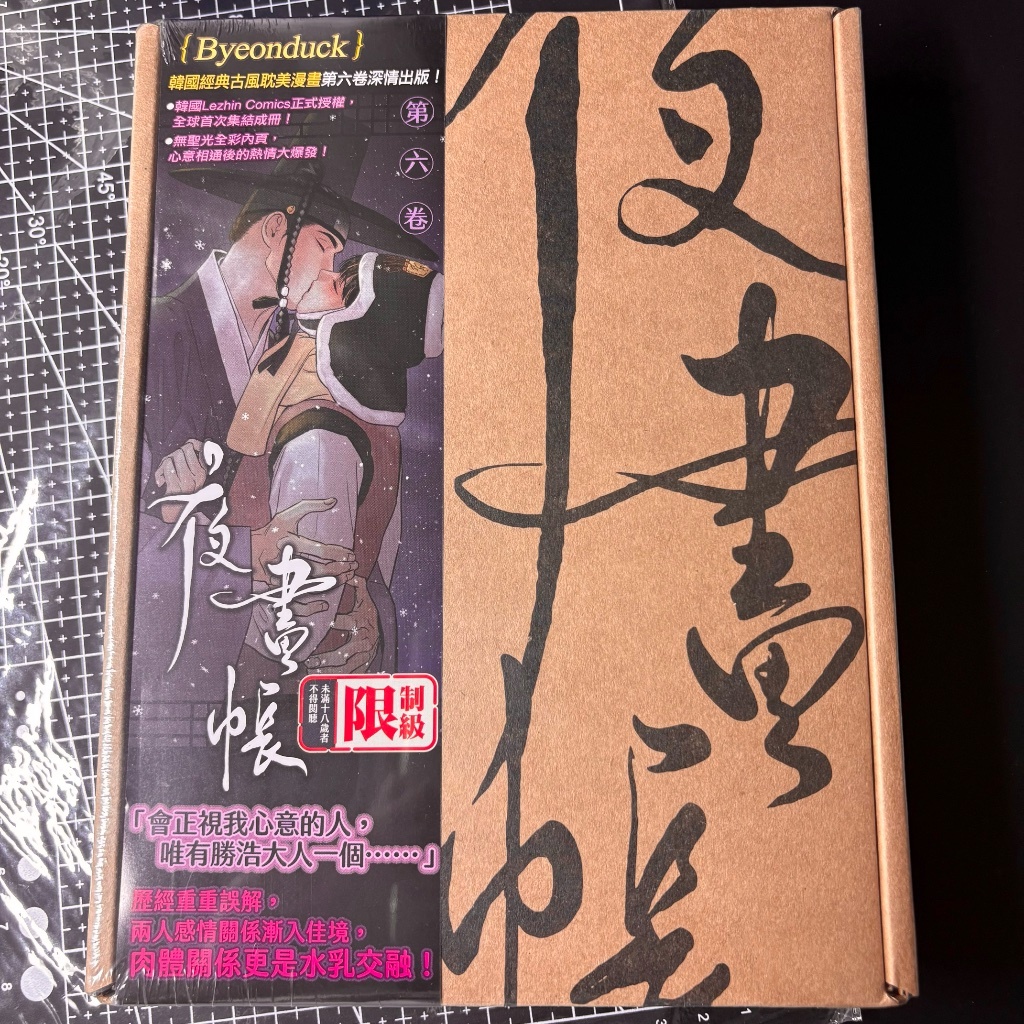 { Byeonduck }
韓國經典古風耽美漫畫第六卷深情出版！
●韓國Lezhin Comics正式授權，
全球首次集結成冊！
●無聖光全彩內頁，
心意相通後的熱情大爆發！
第六卷
夜畫帳
限制級
未滿十八歲者
不得閱聽
「會正視我心意的人，
唯有勝浩大人一個⋯⋯」
歷經重重誤解，
兩人感情關係漸入佳境，
肉體關係更是水乳交融！
夜畫帳
45°
30°
20°